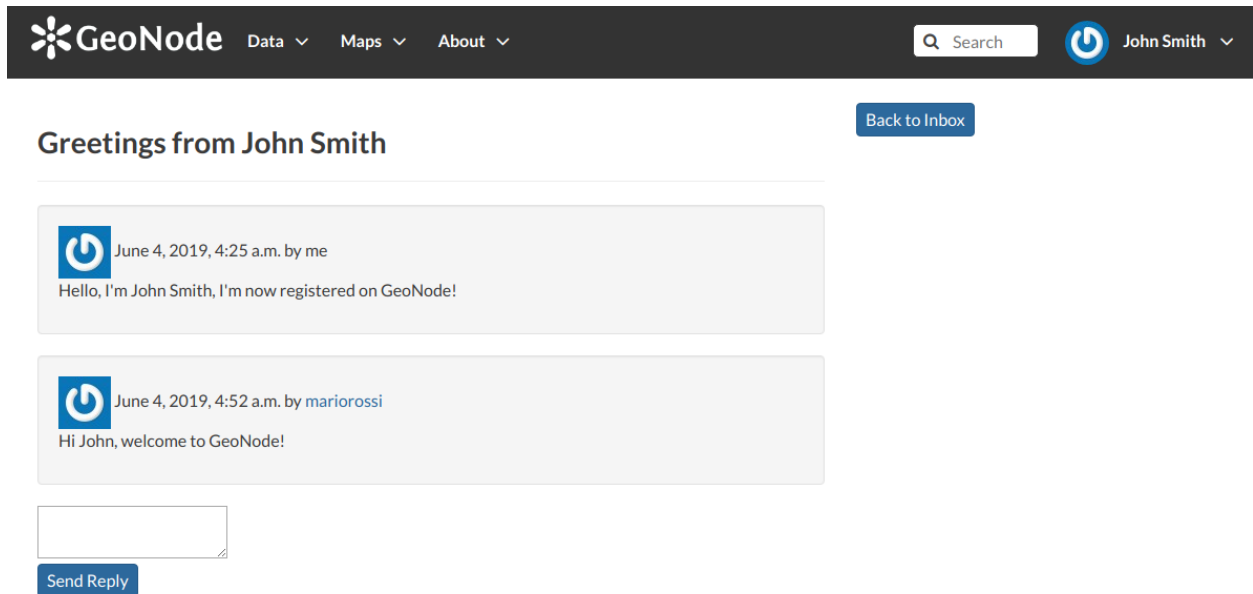 GeoNode Data Maps About Search John Smith
Back to Inbox
Greetings from John Smith
June 4, 2019, 4:25 a.m. by me
Hello, I'm John Smith, I'm now registered on GeoNode!
June 4, 2019, 4:52 a.m. by mariorossi
Hi John, welcome to GeoNode!
Send Reply